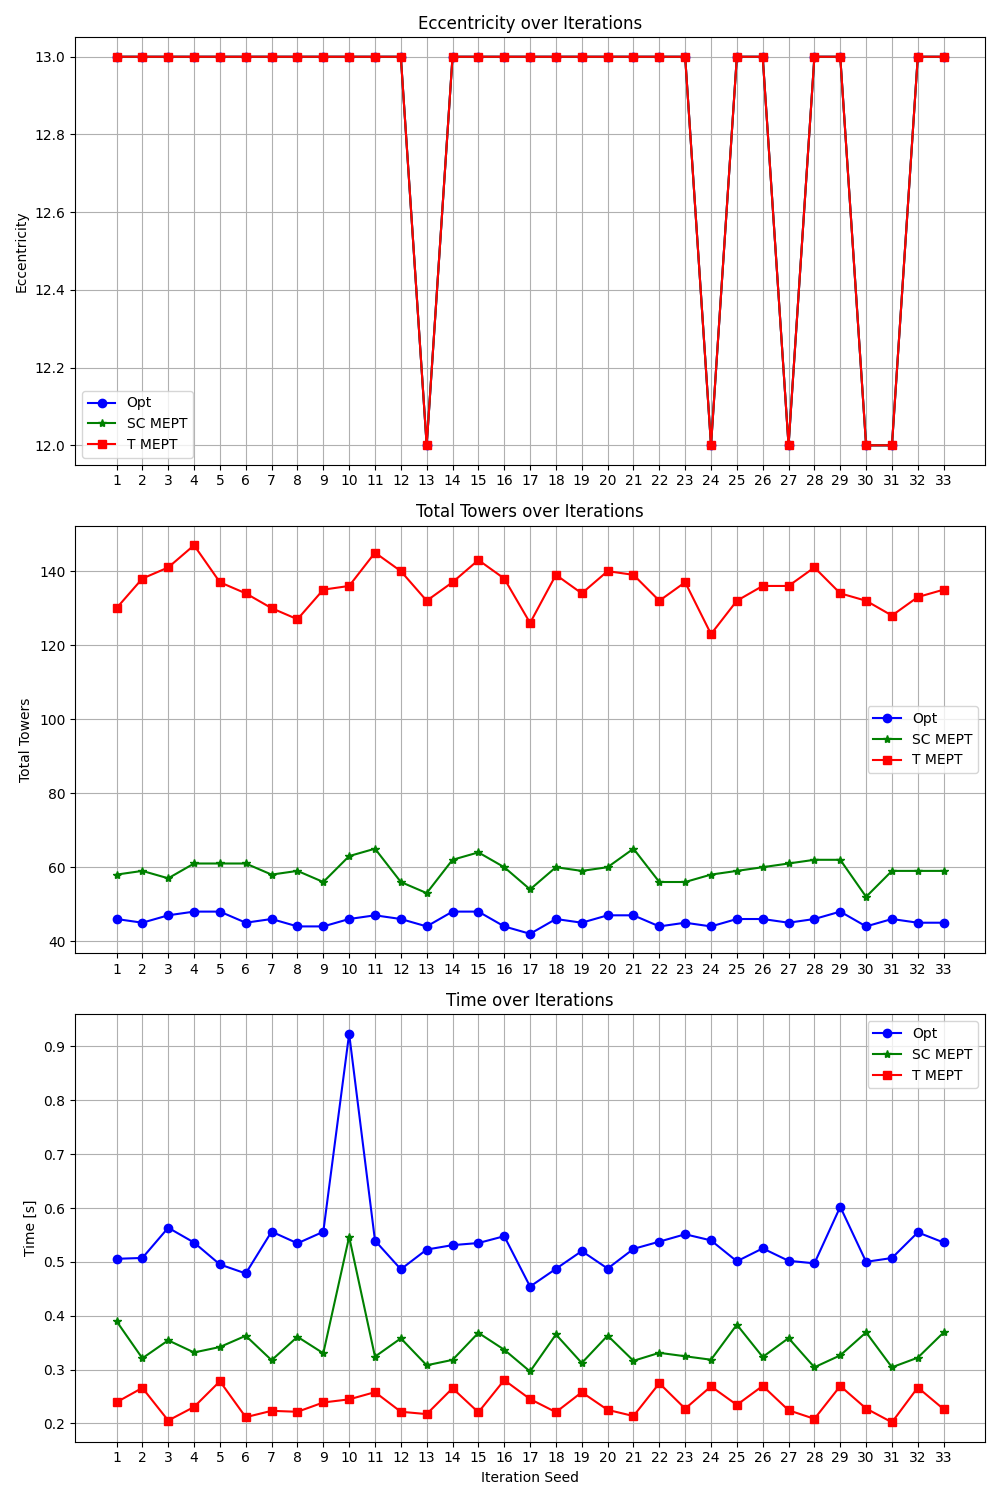 Eccentricity over Iterations
13.0
12.8
12.6
12.4
12.2
12.0
Eccentricity
Opt
SC MEPT
T MEPT
1 2 3 4 5 6 7 8 9 10 11 12 13 14 15 16 17 18 19 20 21 22 23 24 25 26 27 28 29 30 31 32 33
Total Towers over Iterations
140
120
100
80
60
40
Total Towers
Opt
SC MEPT
T MEPT
1 2 3 4 5 6 7 8 9 10 11 12 13 14 15 16 17 18 19 20 21 22 23 24 25 26 27 28 29 30 31 32 33
Time over Iterations
0.9
0.8
0.7
0.6
0.5
0.4
0.3
0.2
Time [s]
Opt
SC MEPT
T MEPT
1 2 3 4 5 6 7 8 9 10 11 12 13 14 15 16 17 18 19 20 21 22 23 24 25 26 27 28 29 30 31 32 33
Iteration Seed